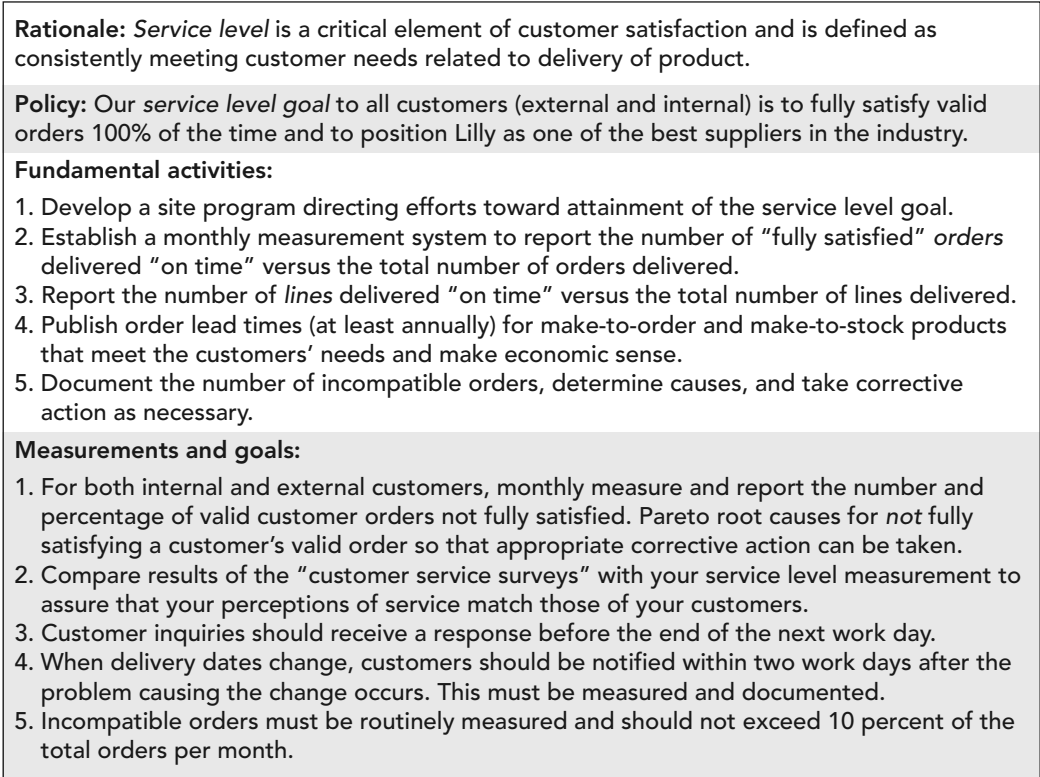 Rationale: Service level is a critical element of customer satisfaction and is defined as
consistently meeting customer needs related to delivery of product.
Policy: Our service level goal to all customers (external and internal) is to fully satisfy valid
orders 100% of the time and to position Lilly as one of the best suppliers in the industry.
Fundamental activities:
1. Develop a site program directing efforts toward attainment of the service level goal.
2. Establish a monthly measurement system to report the number of “fully satisfied” orders
delivered “on time” versus the total number of orders delivered.
3. Report the number of lines delivered “on time” versus the total number of lines delivered.
4. Publish order lead times (at least annually) for make-to-order and make-to-stock products
that meet the customers’ needs and make economic sense.
5. Document the number of incompatible orders, determine causes, and take corrective
action as necessary.
Measurements and goals:
1. For both internal and external customers, monthly measure and report the number and
percentage of valid customer orders not fully satisfied. Pareto root causes for not fully
satisfying a customer’s valid order so that appropriate corrective action can be taken.
2. Compare results of the “customer service surveys” with your service level measurement to
assure that your perceptions of service match those of your customers.
3. Customer inquiries should receive a response before the end of the next work day.
4. When delivery dates change, customers should be notified within two work days after the
problem causing the change occurs. This must be measured and documented.
5. Incompatible orders must be routinely measured and should not exceed 10 percent of the
total orders per month.